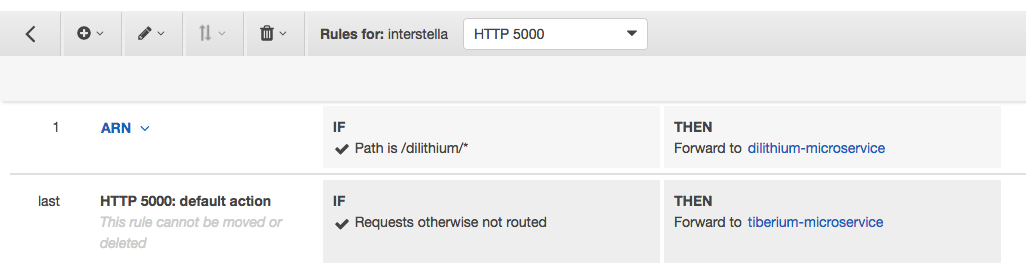 Rules for: interstella HTTP 5000
1 ARN IF THEN
Path is /dilithium/* Forward to dilithium-microservice
last HTTP 5000: default action IF THEN
This rule cannot be moved or Requests otherwise not routed Forward to tiberium-microservice
deleted